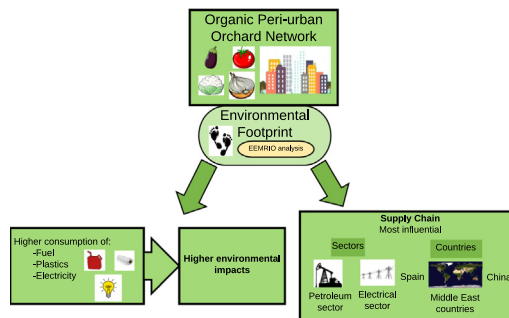 Organic Peri-urban
Orchard Network
Environmental
Footprint
EEMRIO analysis
Higher consumption of:
-Fuel
-Plastics
-Electricity
Higher environmental
impacts
Supply Chain
Most influential
Sectors
Countries
Petroleum
sector
Electrical
sector
Spain
China
Middle East
countries